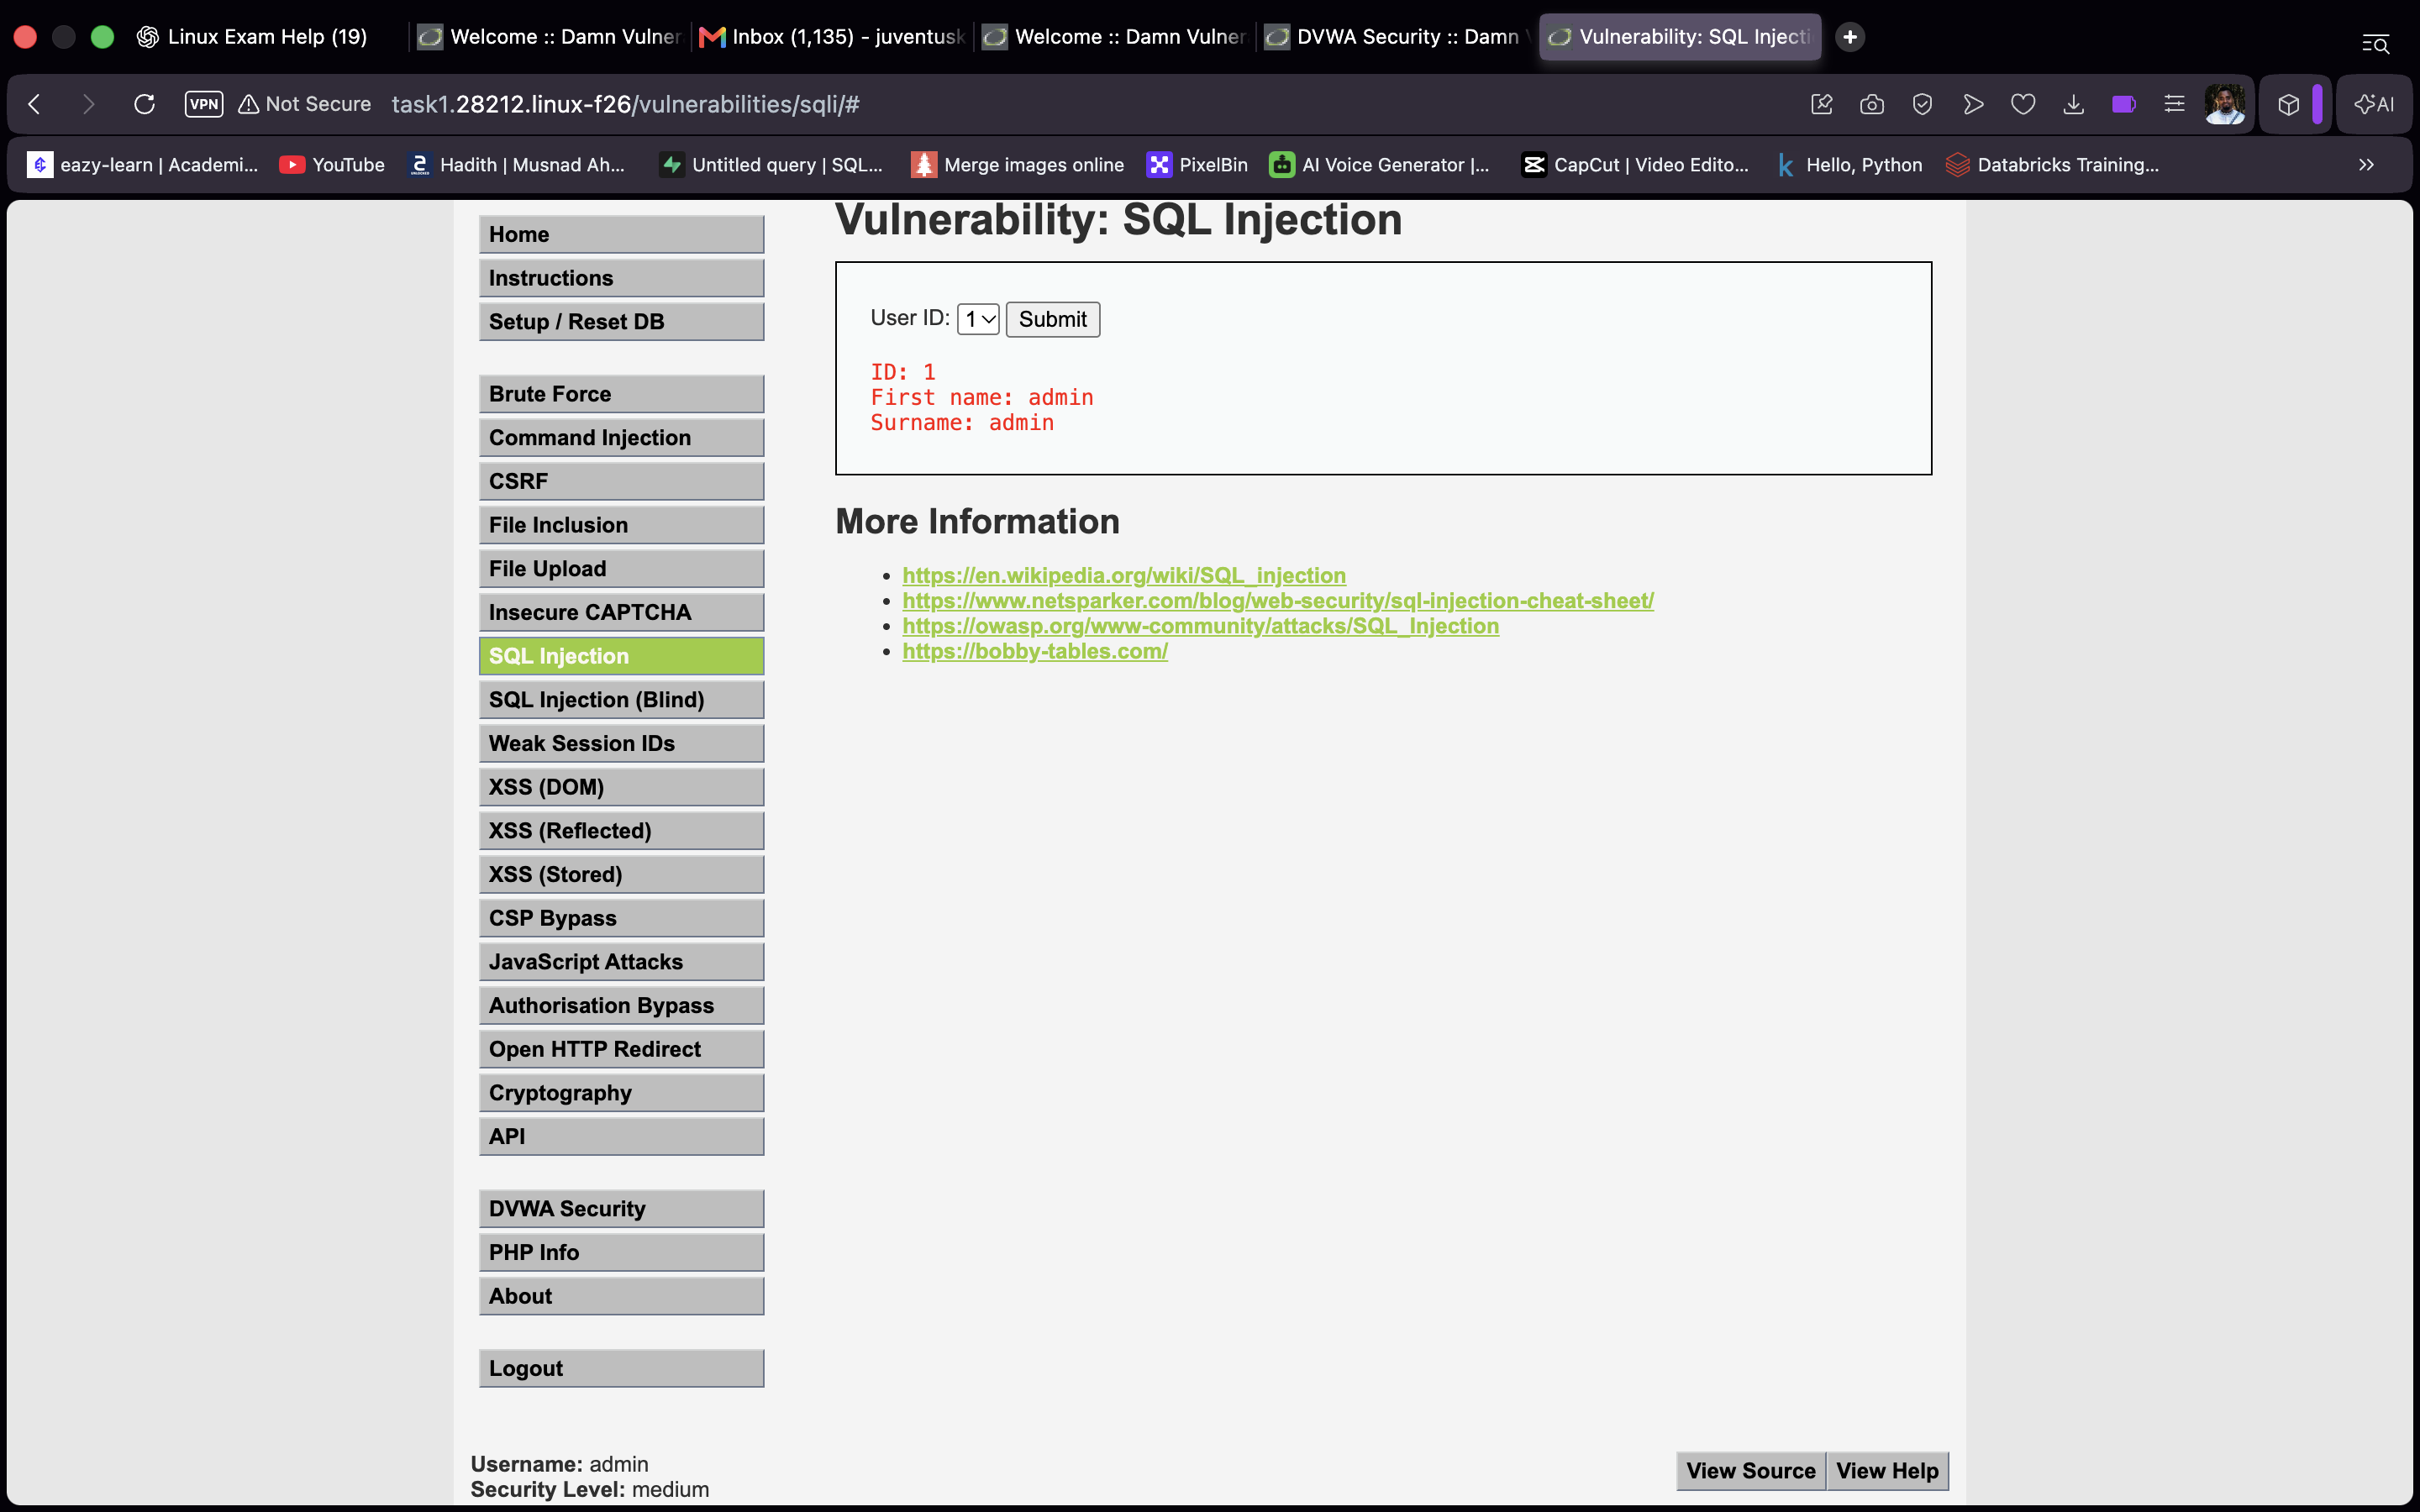 Linux Exam Help (19)
Welcome :: Damn Vulner
Inbox (1,135) - juventusk
Welcome :: Damn Vulner
DVWA Security :: Damn V
Vulnerability: SQL Injecti
VPN
Not Secure
task1.28212.linux-f26/vulnerabilities/sqli/#
AI
eazy-learn | Academi...
YouTube
Hadith | Musnad Ah...
Untitled query | SQL...
Merge images online
PixelBin
AI Voice Generator |...
CapCut | Video Edito...
Hello, Python
Databricks Training...
Home
Instructions
Setup / Reset DB
Brute Force
Command Injection
CSRF
File Inclusion
File Upload
Insecure CAPTCHA
SQL Injection
SQL Injection (Blind)
Weak Session IDs
XSS (DOM)
XSS (Reflected)
XSS (Stored)
CSP Bypass
JavaScript Attacks
Authorisation Bypass
Open HTTP Redirect
Cryptography
API
DVWA Security
PHP Info
About
Logout
Vulnerability: SQL Injection
User ID: 1 Submit
ID: 1
First name: admin
Surname: admin
More Information
https://en.wikipedia.org/wiki/SQL_injection
https://www.netsparker.com/blog/web-security/sql-injection-cheat-sheet/
https://owasp.org/www-community/attacks/SQL_Injection
https://bobby-tables.com/
Username: admin
Security Level: medium
View Source
View Help